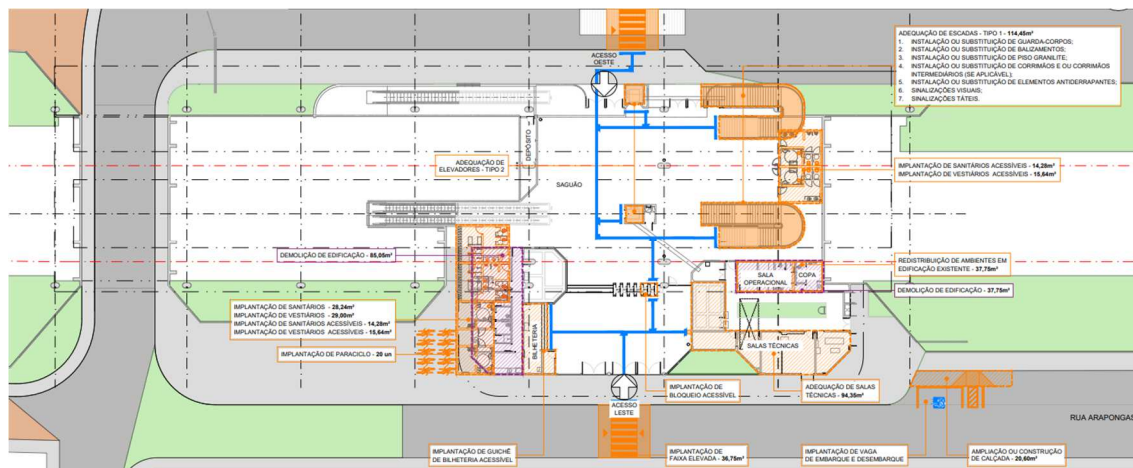 ACESSO
OESTE
ADEQUAÇÃO DE ESCADAS - TIPO 1 - 114,45m²
1. INSTALAÇÃO OU SUBSTITUIÇÃO DE GUARDA-CORPOS;
2. INSTALAÇÃO OU SUBSTITUIÇÃO DE BALIZAMENTOS;
3. INSTALAÇÃO OU SUBSTITUIÇÃO DE PISO GRANILITE;
4. INSTALAÇÃO OU SUBSTITUIÇÃO DE CORRIMÃOS E OU CORRIMÃOS
INTERMEDIÁRIOS (SE APLICÁVEL);
5. INSTALAÇÃO OU SUBSTITUIÇÃO DE ELEMENTOS ANTIDERRAPANTES;
6. SINALIZAÇÕES VISUAIS;
7. SINALIZAÇÕES TÁTEIS.
DEPÓSITO
ADEQUAÇÃO DE
ELEVADORES - TIPO 2
SAGUÃO
IMPLANTAÇÃO DE SANITÁRIOS ACESSÍVEIS - 14,28m²
IMPLANTAÇÃO DE VESTIÁRIOS ACESSÍVEIS - 15,64m²
DEMOLIÇÃO DE EDIFICAÇÃO - 85,05m²
REDISTRIBUIÇÃO DE AMBIENTES EM
EDIFICAÇÃO EXISTENTE - 37,75m²
SALA
OPERACIONAL
COPA
DEMOLIÇÃO DE EDIFICAÇÃO - 37,75m²
IMPLANTAÇÃO DE SANITÁRIOS - 28,24m²
IMPLANTAÇÃO DE VESTIÁRIOS - 29,00m²
IMPLANTAÇÃO DE SANITÁRIOS ACESSÍVEIS - 14,28m²
IMPLANTAÇÃO DE VESTIÁRIOS ACESSÍVEIS - 15,64m²
BILHETERIA
SALAS TÉCNICAS
IMPLANTAÇÃO DE PARACICLO - 20 un
IMPLANTAÇÃO DE
BLOQUEIO ACESSÍVEL
ADEQUAÇÃO DE SALAS
TÉCNICAS - 94,35m²
ACESSO
LESTE
RUA ARAPONGAS
IMPLANTAÇÃO DE GUICHÊ
DE BILHETERIA ACESSÍVEL
IMPLANTAÇÃO DE
FAIXA ELEVADA - 36,75m²
IMPLANTAÇÃO DE VAGA
DE EMBARQUE E DESEMBARQUE
AMPLIAÇÃO OU CONSTRUÇÃO
DE CALÇADA - 20,60m²